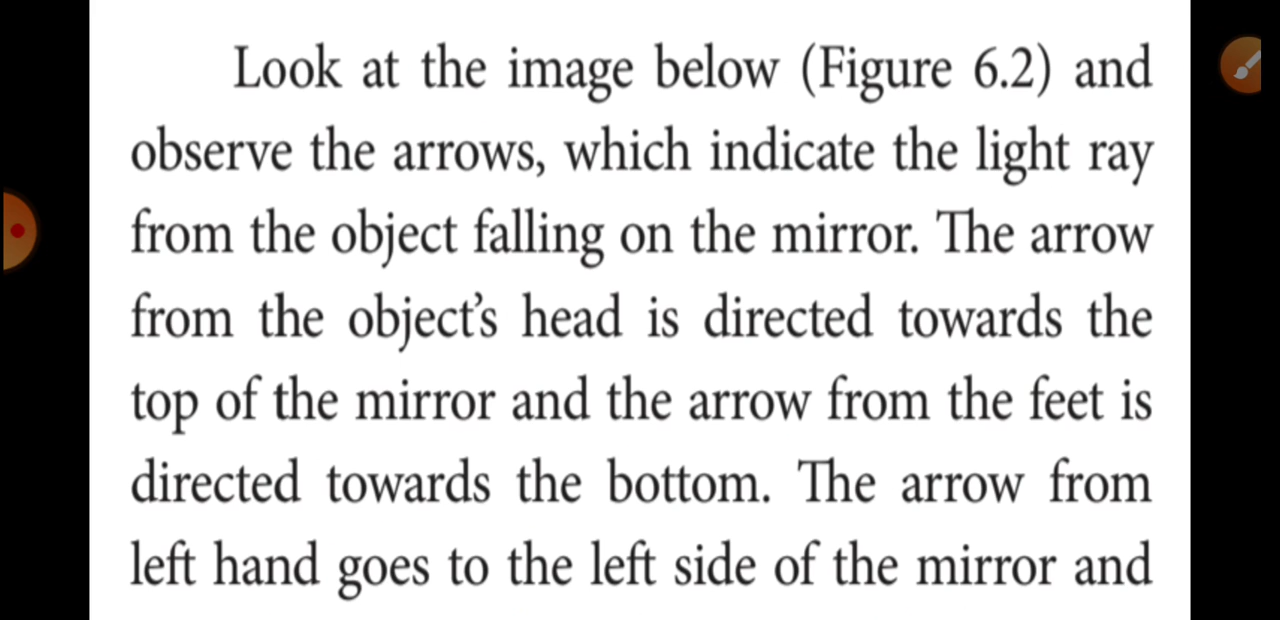 Look at the image below (Figure 6.2) and
observe the arrows, which indicate the light ray
from the object falling on the mirror. The arrow
from the object’s head is directed towards the
top of the mirror and the arrow from the feet is
directed towards the bottom. The arrow from
left hand goes to the left side of the mirror and